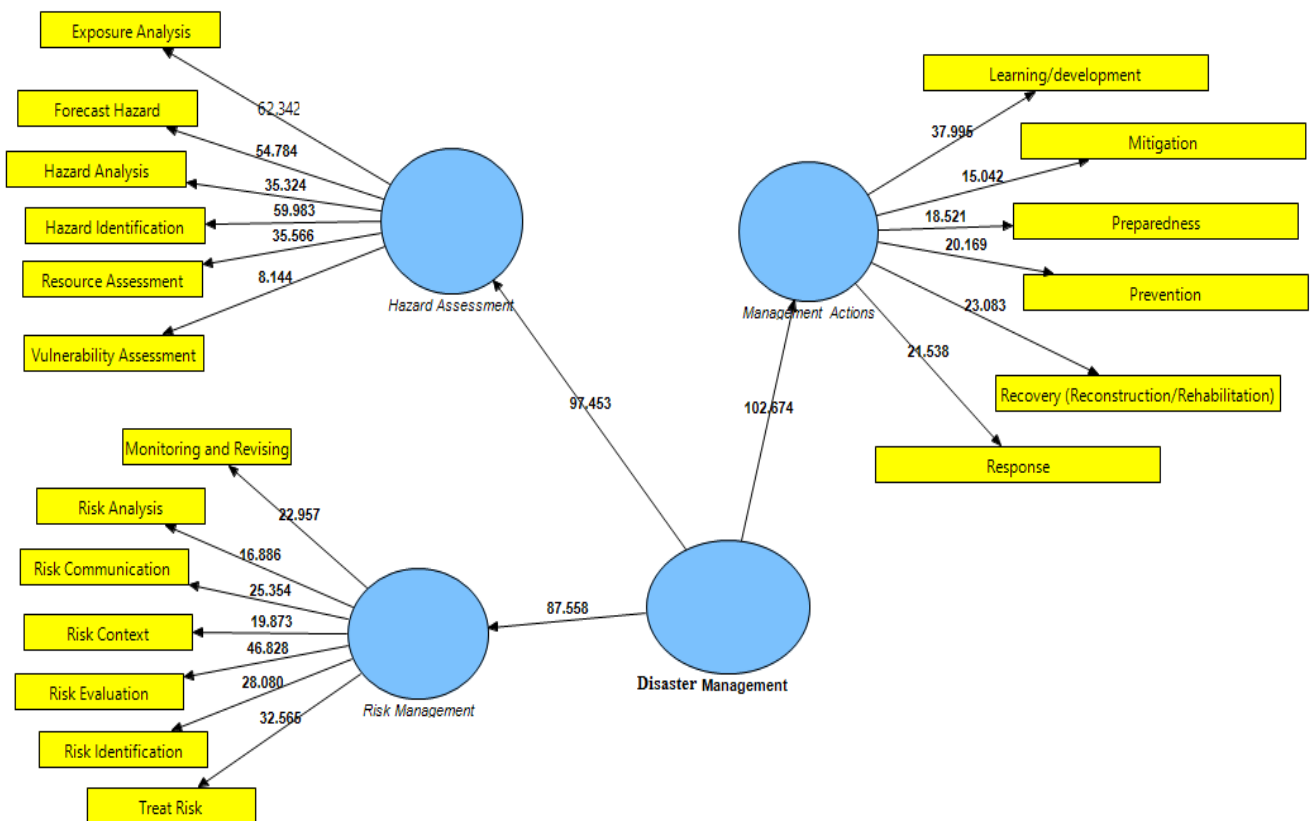 Exposure Analysis
62.342
Forecast Hazard
54.784
Hazard Analysis
35.324
Hazard Identification
59.983
Resource Assessment
35.566
Vulnerability Assessment
8.144
Hazard Assessment
Learning/development
37.995
Mitigation
15.042
Preparedness
18.521
Prevention
20.169
Recovery (Reconstruction/Rehabilitation)
23.083
Response
21.538
Management Actions
97.453
102.674
87.558
Disaster Management
Monitoring and Revising
22.957
Risk Analysis
16.886
Risk Communication
25.354
Risk Context
19.873
Risk Evaluation
46.828
Risk Identification
28.080
Treat Risk
32.565
Risk Management